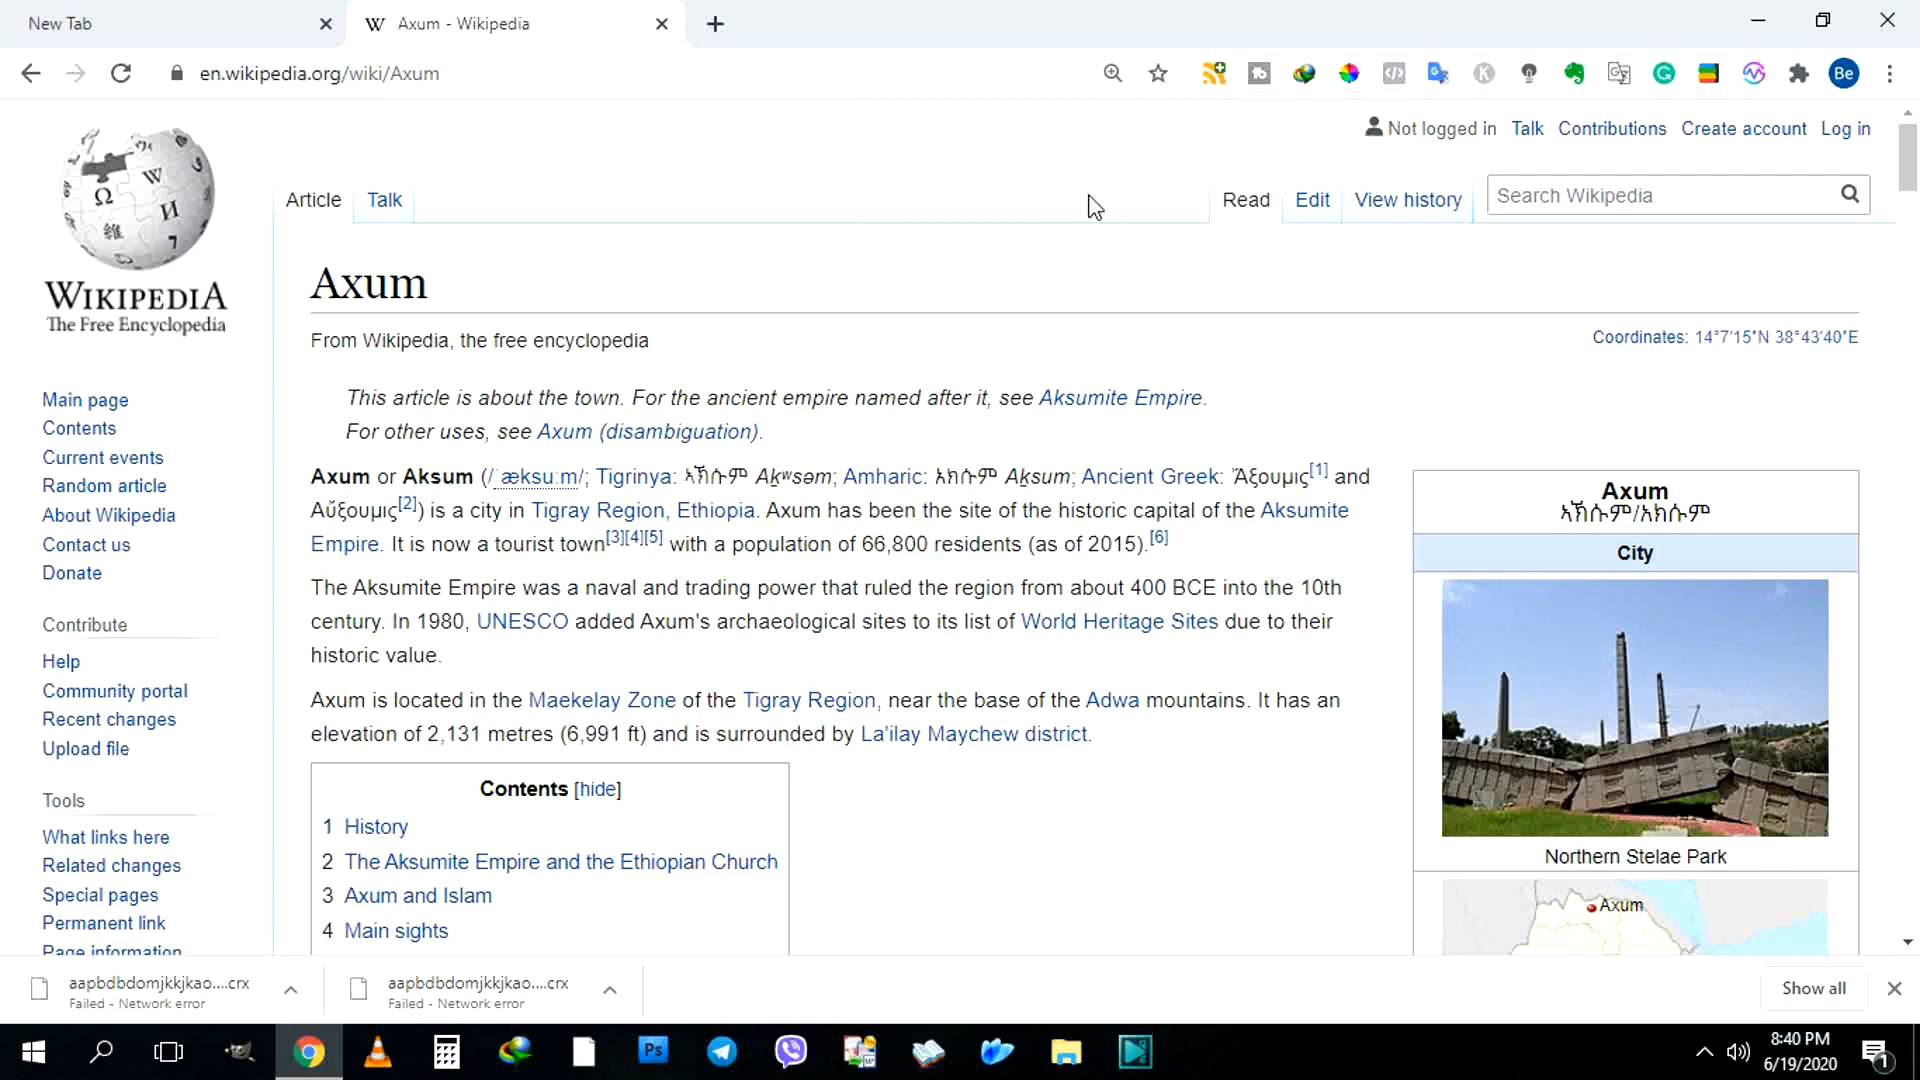 New Tab
Axum - Wikipedia
en.wikipedia.org/wiki/Axum
Be
Not logged in Talk Contributions Create account Log in
Article Talk Read Edit View history Search Wikipedia
WIKIPEDIA
The Free Encyclopedia
Axum
From Wikipedia, the free encyclopedia
Coordinates: 14°7′15″N 38°43′40″E
This article is about the town. For the ancient empire named after it, see Aksumite Empire.
For other uses, see Axum (disambiguation).
Axum or Aksum (/ˈæksuːm/; Tigrinya: ኣኽሱም Aḵʷsəm; Amharic: አክሱም Aḵsum; Ancient Greek: Ἄξουμις[1] and
Αὔξουμις[2]) is a city in Tigray Region, Ethiopia. Axum has been the site of the historic capital of the Aksumite
Empire. It is now a tourist town[3][4][5] with a population of 66,800 residents (as of 2015).[6]
The Aksumite Empire was a naval and trading power that ruled the region from about 400 BCE into the 10th
century. In 1980, UNESCO added Axum's archaeological sites to its list of World Heritage Sites due to their
historic value.
Axum is located in the Maekelay Zone of the Tigray Region, near the base of the Adwa mountains. It has an
elevation of 2,131 metres (6,991 ft) and is surrounded by La'ilay Maychew district.
Contents [hide]
1 History
2 The Aksumite Empire and the Ethiopian Church
3 Axum and Islam
4 Main sights
Axum
ኣኽሱም/አክሱም
City
Northern Stelae Park
Axum
Main page
Contents
Current events
Random article
About Wikipedia
Contact us
Donate
Contribute
Help
Community portal
Recent changes
Upload file
Tools
What links here
Related changes
Special pages
Permanent link
Page information
aapbdbdomjkkjkao....crx
Failed - Network error
aapbdbdomjkkjkao....crx
Failed - Network error
Show all
Ps
8:40 PM
6/19/2020
1